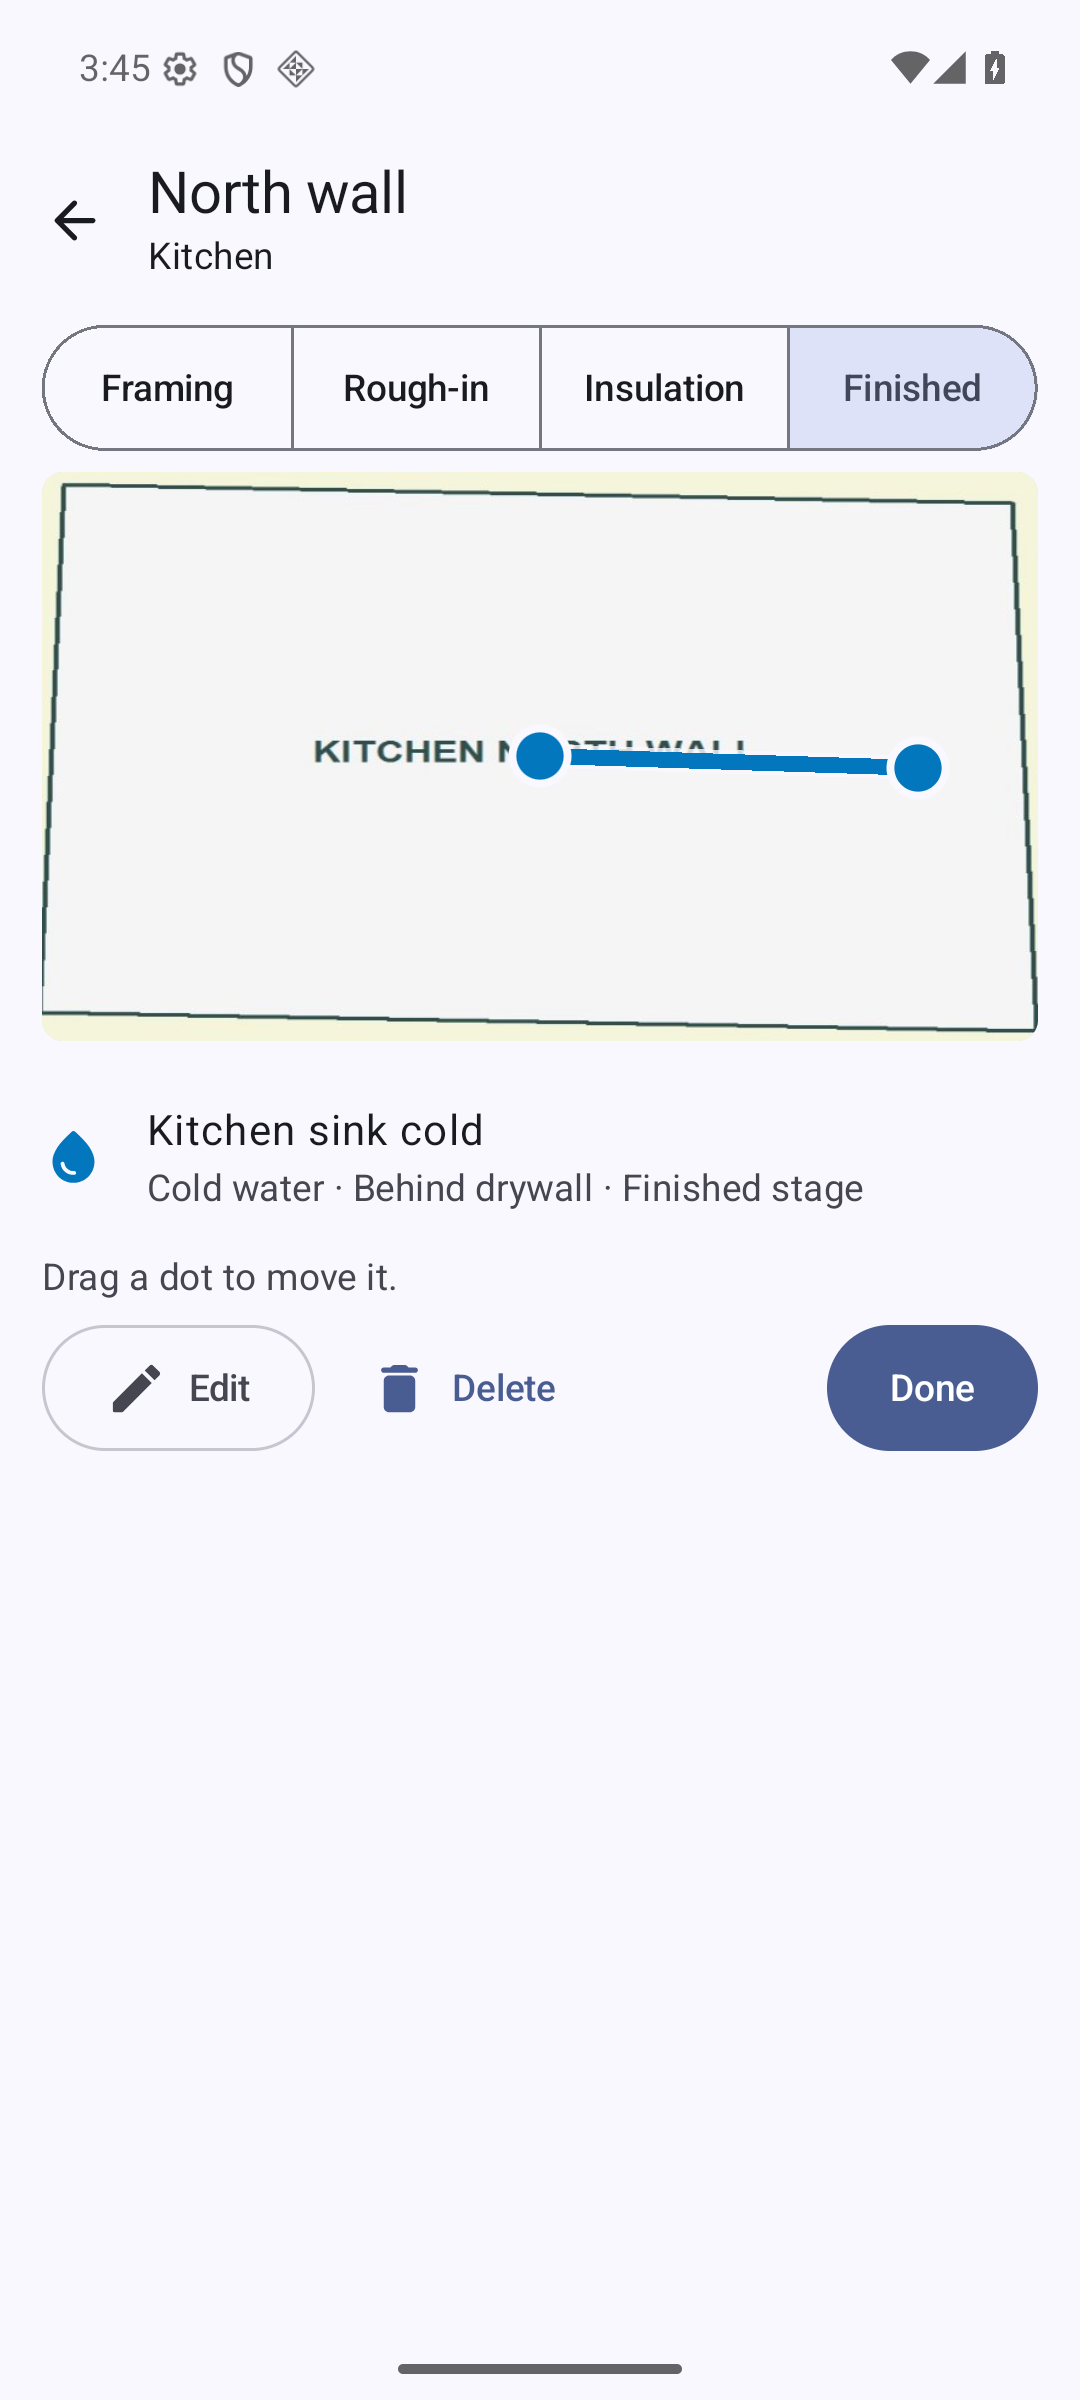 3:45
North wall
Kitchen
Framing
Rough-in
Insulation
Finished
KITCHEN
Kitchen sink cold
Cold water · Behind drywall · Finished stage
Drag a dot to move it.
Edit
Delete
Done